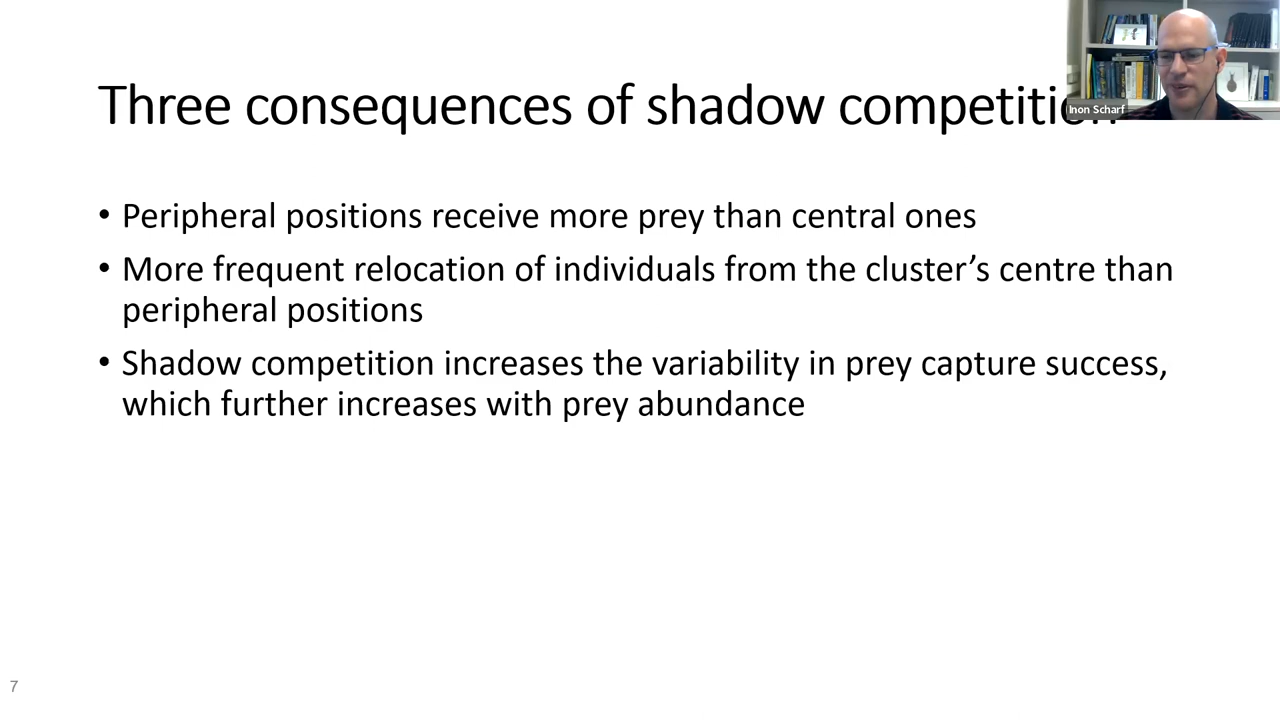 Three consequences of shadow competition
Inon Scharf
• Peripheral positions receive more prey than central ones
• More frequent relocation of individuals from the cluster’s centre than
peripheral positions
• Shadow competition increases the variability in prey capture success,
which further increases with prey abundance
7